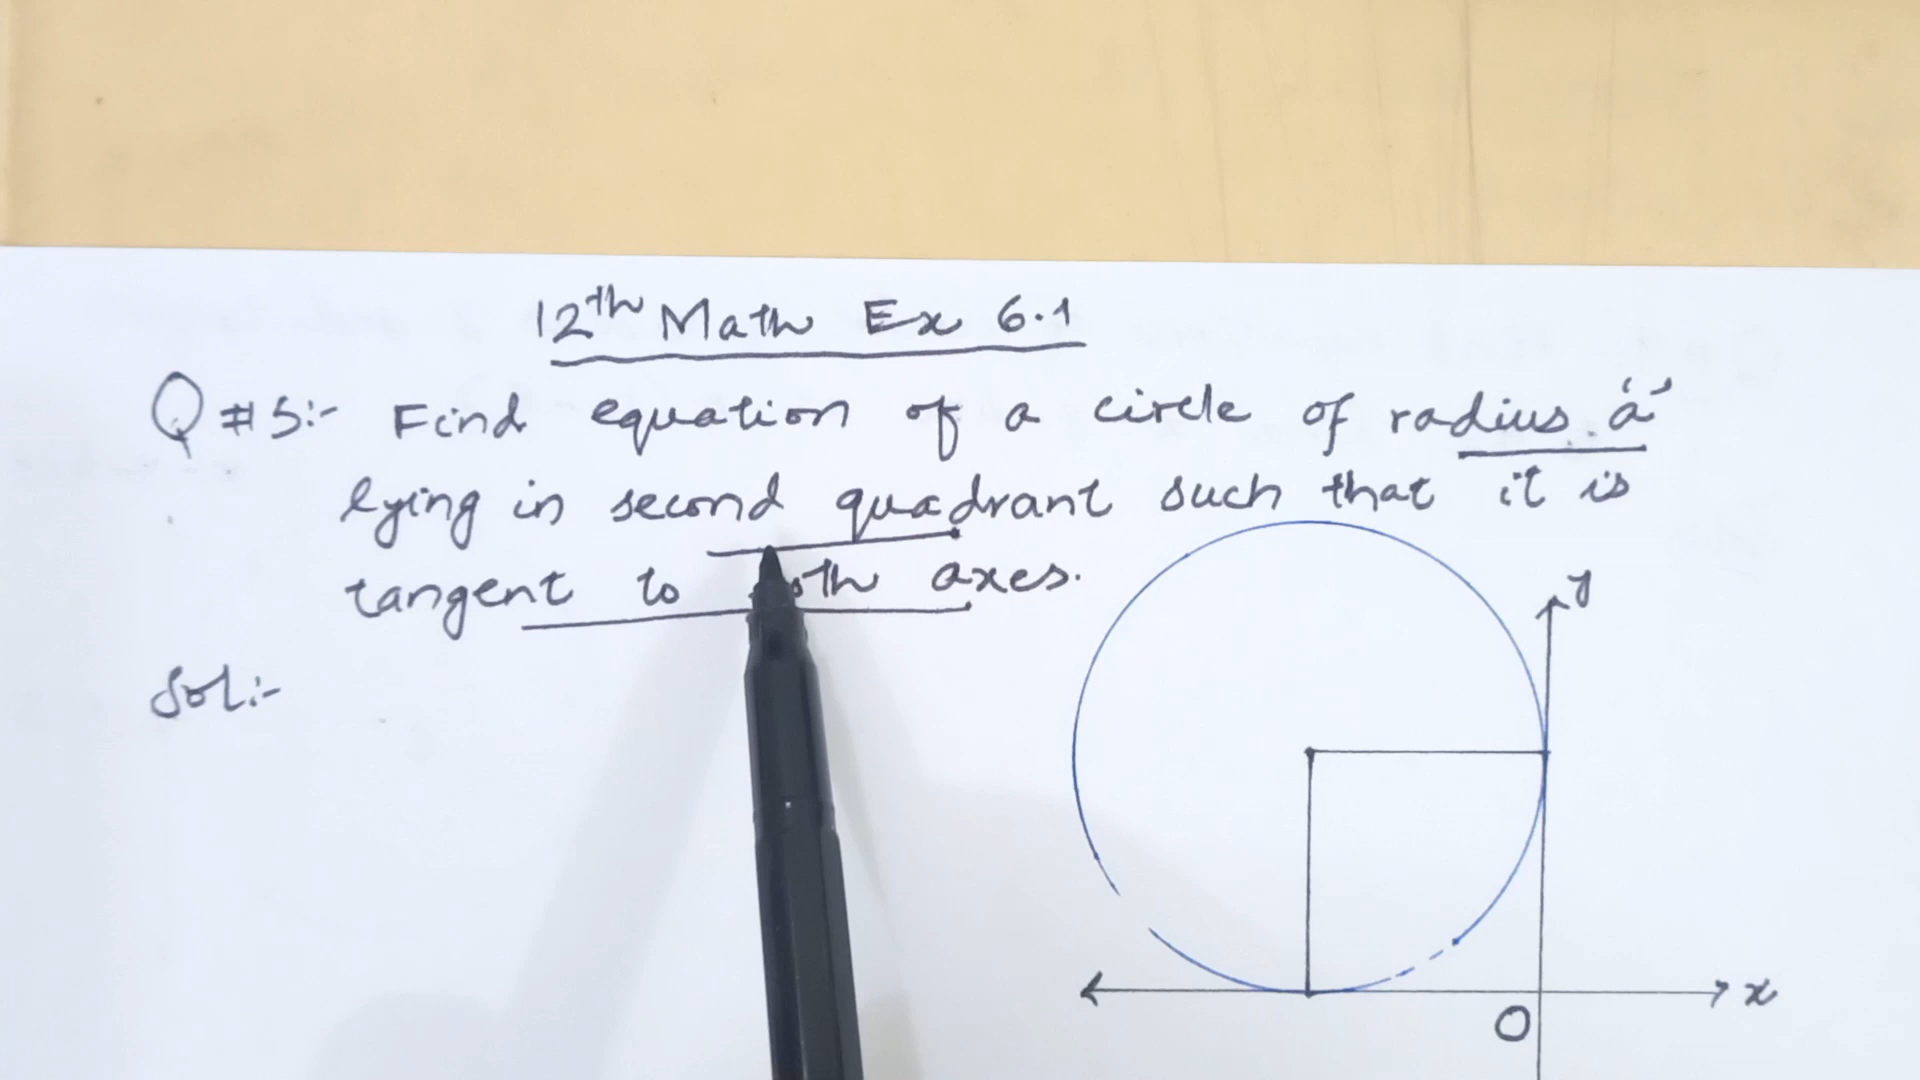 12th Math Ex 6.1
Q #5:- Find equation of a circle of radius 'a'
lying in second quadrant such that it is
tangent to axes.
Sol:-
y
x
O